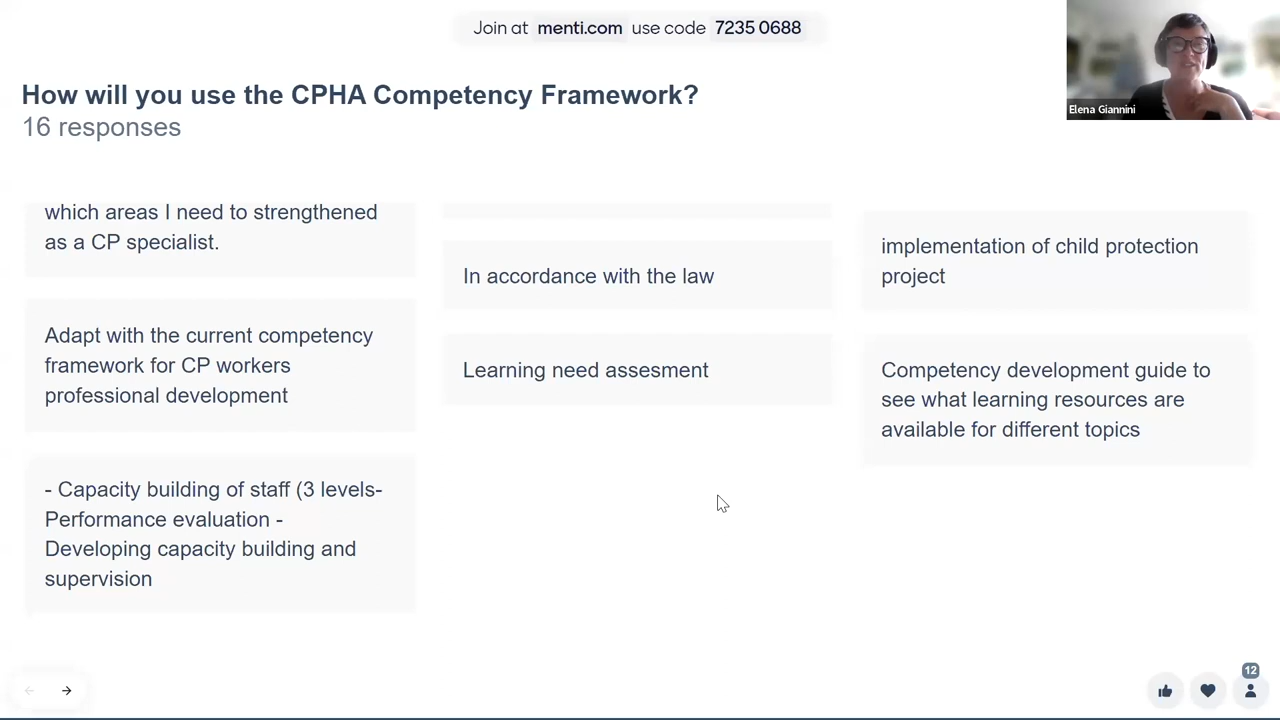 Join at menti.com use code 7235 0688
Elena Giannini
How will you use the CPHA Competency Framework?
16 responses
which areas I need to strengthened
as a CP specialist.
Adapt with the current competency
framework for CP workers
professional development
- Capacity building of staff (3 levels-
Performance evaluation -
Developing capacity building and
supervision
In accordance with the law
Learning need assesment
implementation of child protection
project
Competency development guide to
see what learning resources are
available for different topics
12